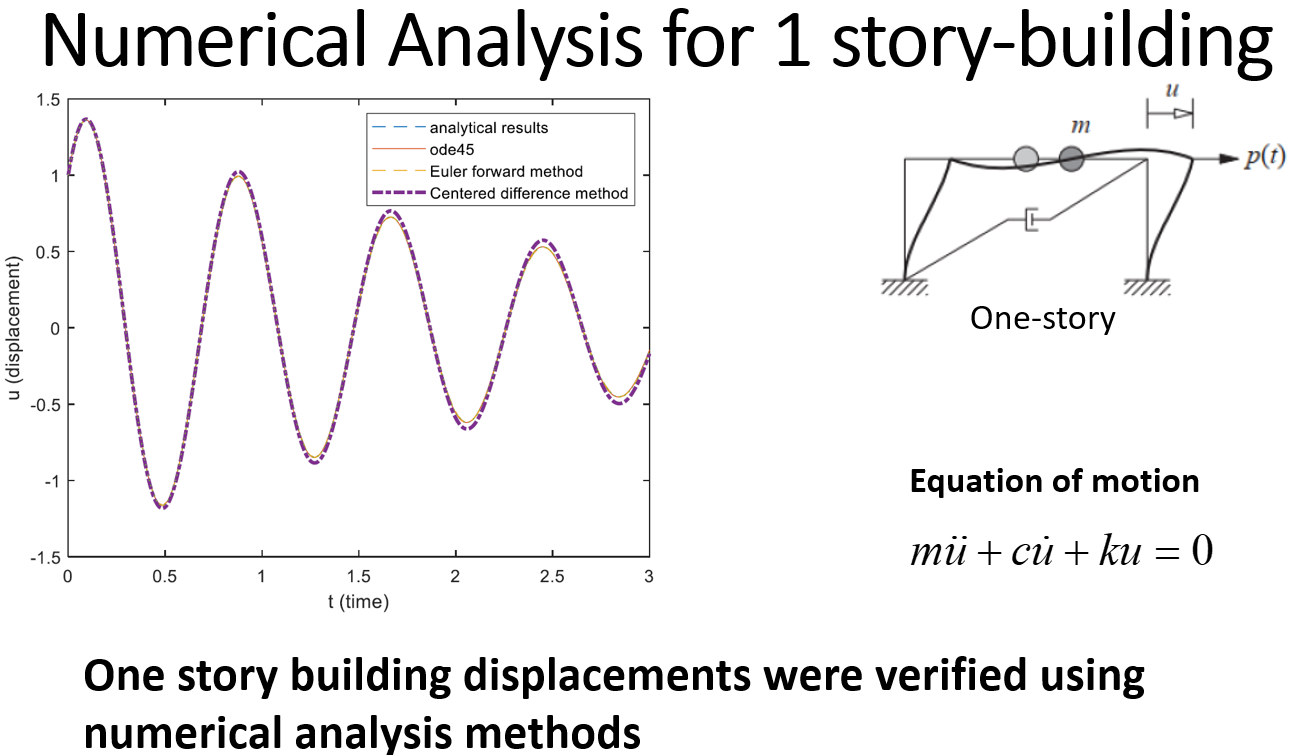 Numerical Analysis for 1 story-building
1.5
1
0.5
0
-0.5
-1
-1.5
u (displacement)
0
0.5
1
1.5
2
2.5
3
t (time)
analytical results
ode45
Euler forward method
Centered difference method
u
m
p(t)
One-story
Equation of motion
mü + cu̇ + ku = 0
One story building displacements were verified using
numerical analysis methods